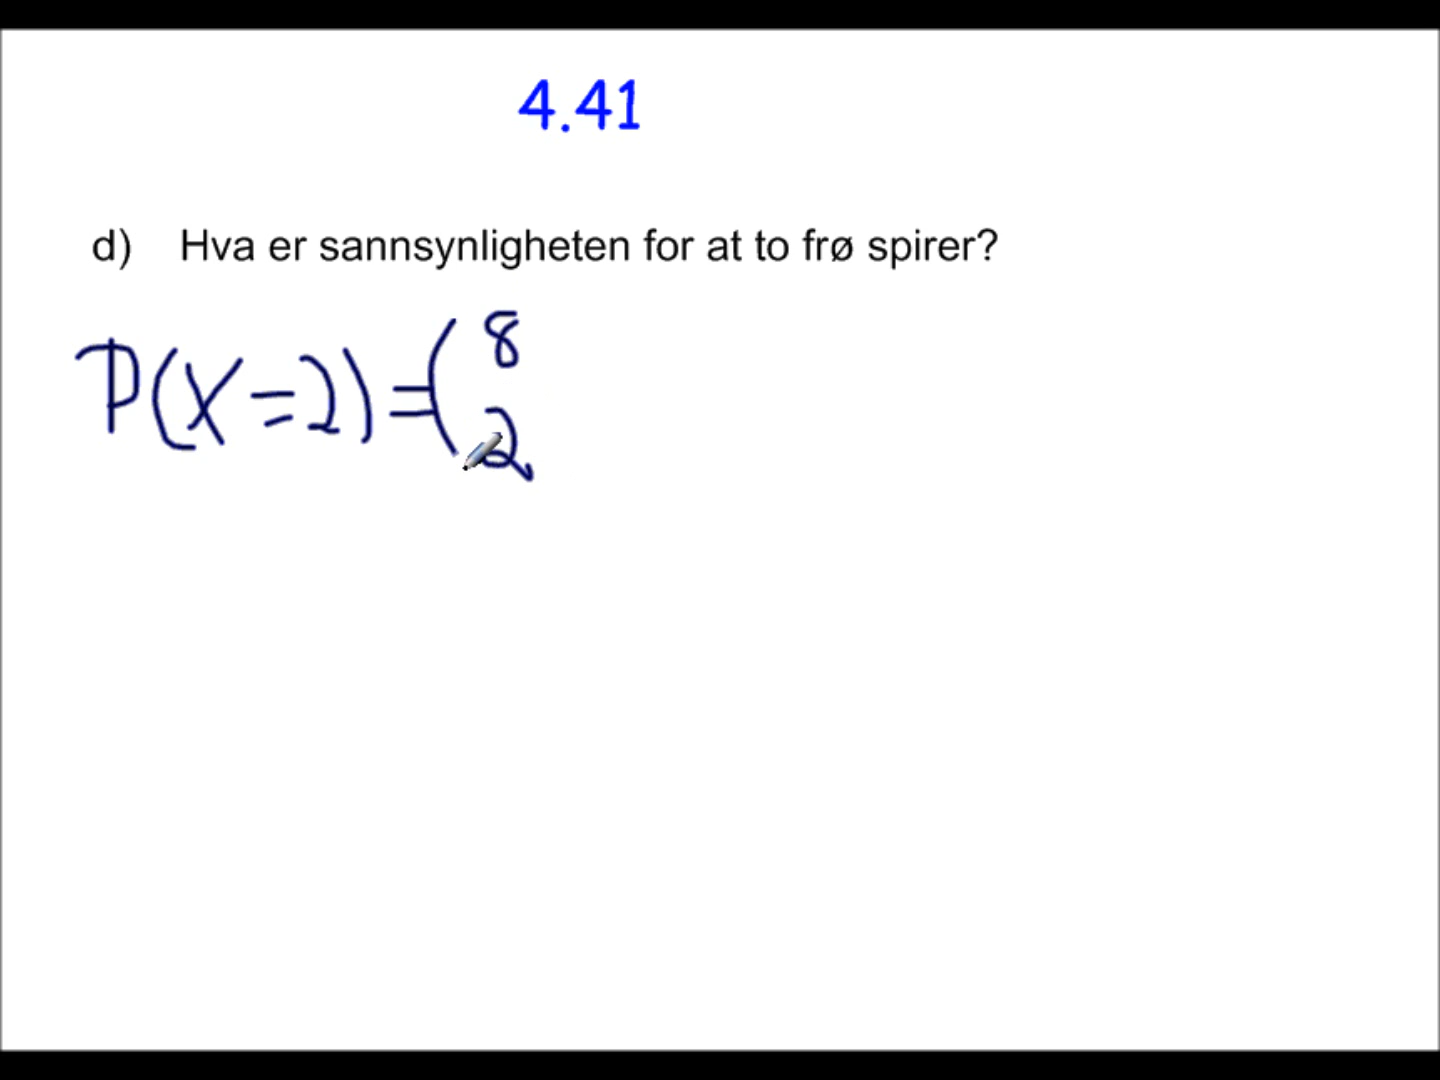 4.41
d) Hva er sannsynligheten for at to frø spirer?
P(X=2)=(8
2